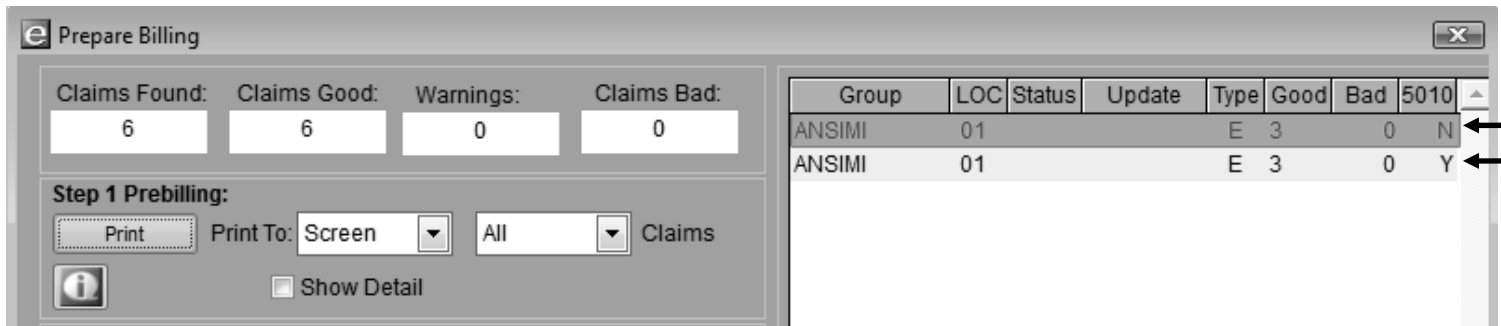 Prepare Billing
Claims Found: Claims Good: Warnings: Claims Bad:
6 6 0 0
Step 1 Prebilling:
Print Print To: Screen All Claims
Show Detail
Group LOC Status Update Type Good Bad 5010
ANSIMI 01 E 3 0 N
ANSIMI 01 E 3 0 Y